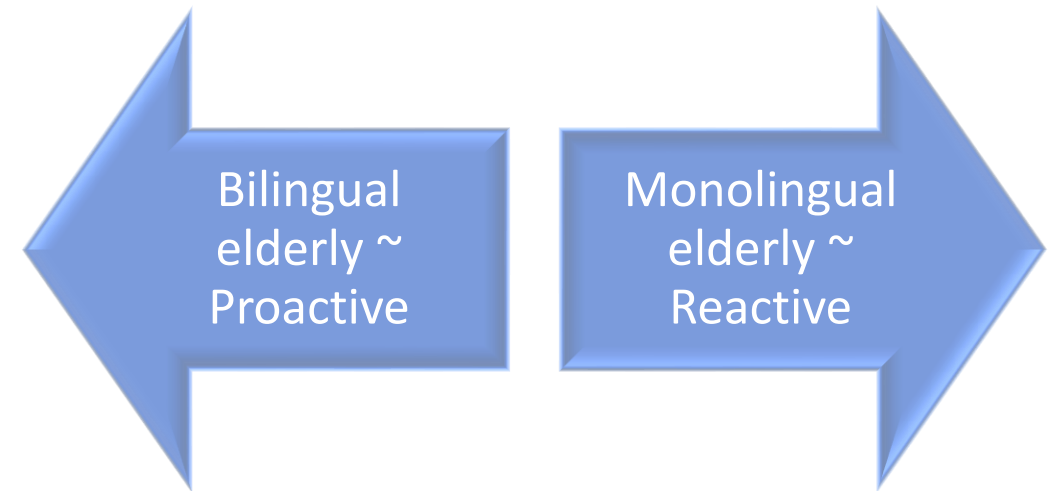 Bilingual
elderly ~
Proactive
Monolingual
elderly ~
Reactive